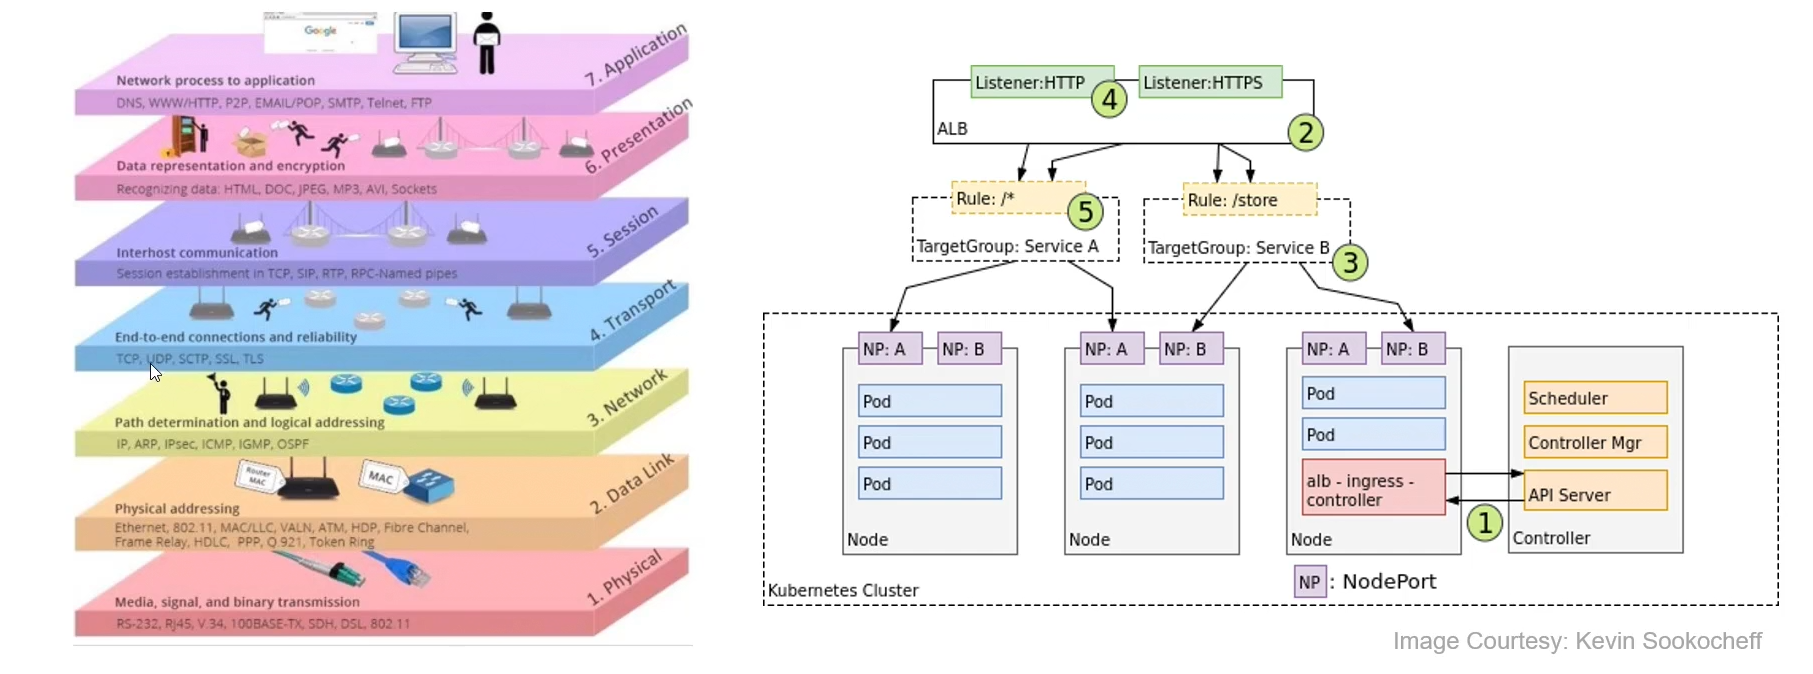 Google
7. Application
Network process to application
DNS, WWW/HTTP, P2P, EMAIL/POP, SMTP, Telnet, FTP
6. Presentation
Data representation and encryption
Recognizing data: HTML, DOC, JPEG, MP3, AVI, Sockets
5. Session
Interhost communication
Session establishment in TCP, SIP, RTP, RPC-Named pipes
4. Transport
End-to-end connections and reliability
TCP, UDP, SCTP, SSL, TLS
3. Network
Path determination and logical addressing
IP, ARP, IPsec, ICMP, IGMP, OSPF
Router
MAC
MAC
2. Data Link
Physical addressing
Ethernet, 802.11, MAC/LLC, VALN, ATM, HDP, Fibre Channel,
Frame Relay, HDLC, PPP, Q.921, Token Ring
1. Physical
Media, signal, and binary transmission
RS-232, RJ45, V.34, 100BASE-TX, SDH, DSL, 802.11
Listener:HTTP
4
Listener:HTTPS
ALB
2
Rule: /*
5
TargetGroup: Service A
Rule: /store
TargetGroup: Service B
3
NP: A
NP: B
Pod
Pod
Pod
Node
NP: A
NP: B
Pod
Pod
Pod
Node
NP: A
NP: B
Pod
Pod
alb - ingress -
controller
Node
1
Scheduler
Controller Mgr
API Server
Controller
NP : NodePort
Kubernetes Cluster
Image Courtesy: Kevin Sookocheff